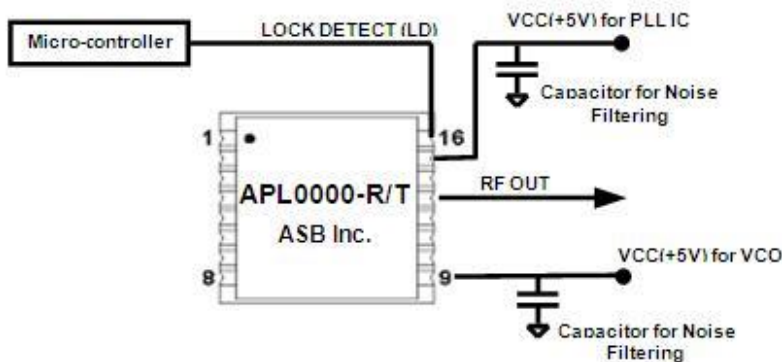 VCC(+5V) for PLL IC
LOCK DETECT (LD)
Micro-controller
Capacitor for Noise
Filtering
1
16
APL0000-R/T
RF OUT
ASB Inc.
VCC(+5V) for VCO
8
9
Capacitor for Noise
Filtering